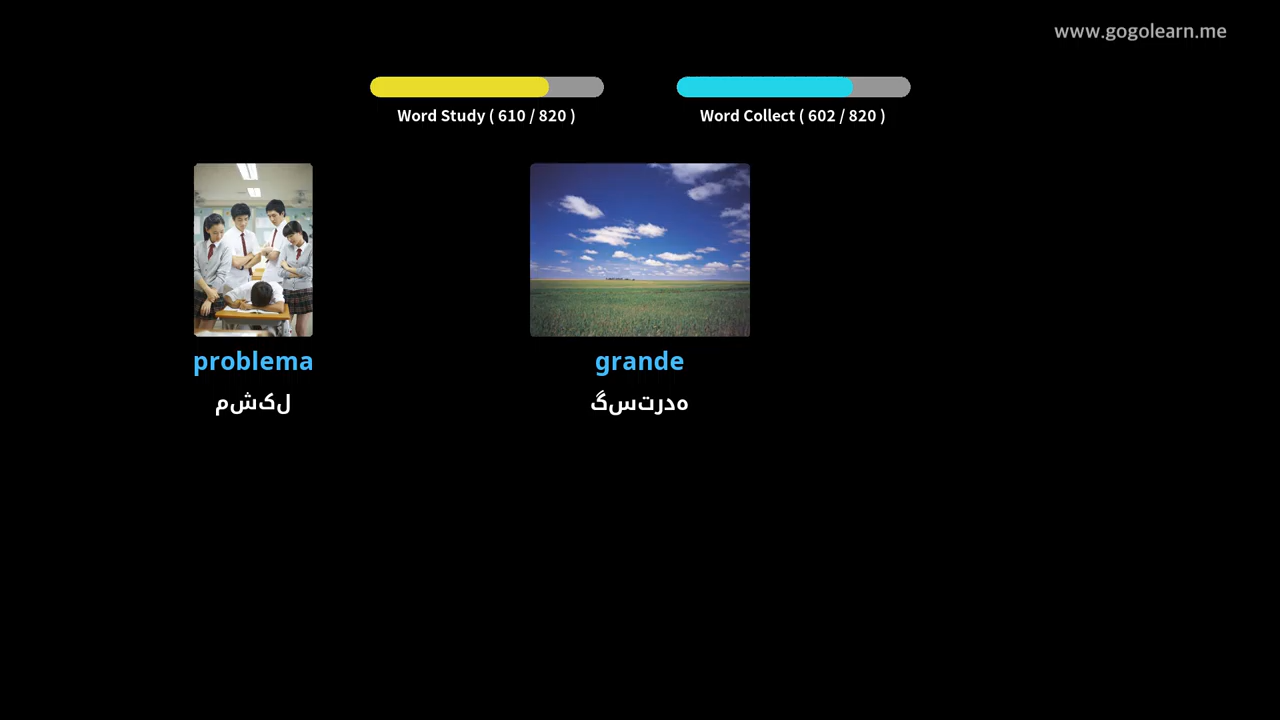 www.gogolearn.me
Word Study ( 610 / 820 )
Word Collect ( 602 / 820 )
problema
لکشم
grande
هدرتسگ